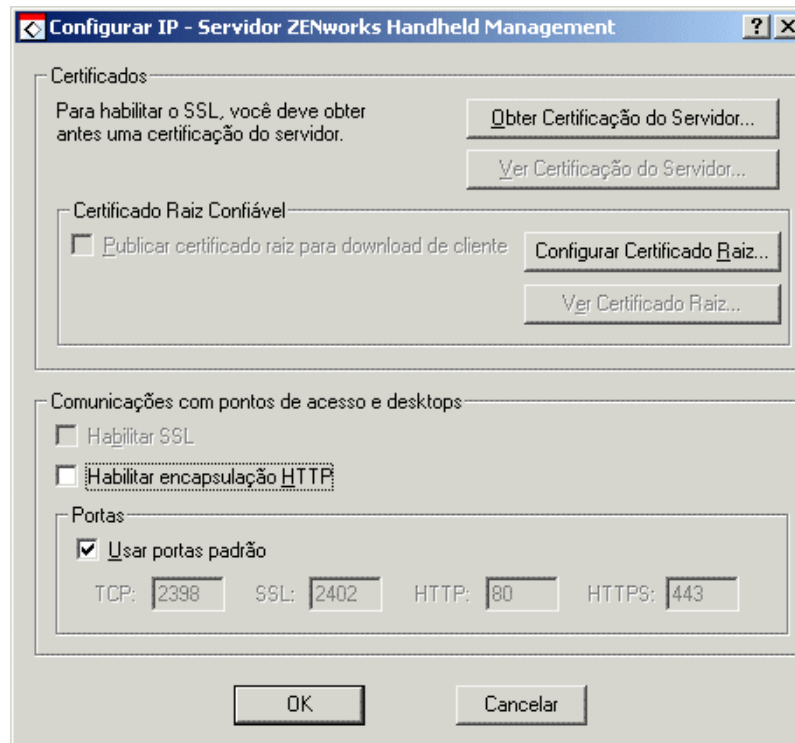 Configurar IP - Servidor ZENworks Handheld Management
Certificados
Para habilitar o SSL, você deve obter
antes uma certificação do servidor.
Obter Certificação do Servidor...
Ver Certificação do Servidor...
Certificado Raiz Confiável
Publicar certificado raiz para download de cliente
Configurar Certificado Raiz...
Ver Certificado Raiz...
Comunicações com pontos de acesso e desktops
Habilitar SSL
Habilitar encapsulação HTTP
Portas
Usar portas padrão
TCP: 2398 SSL: 2402 HTTP: 80 HTTPS: 443
OK Cancelar